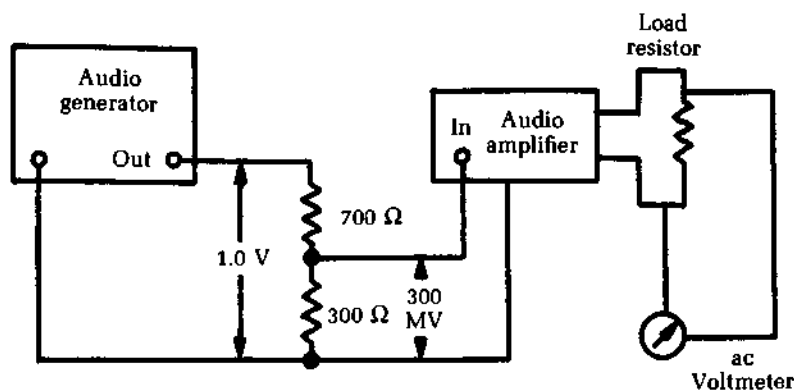 Load
resistor
Audio
generator
Out
In
Audio
amplifier
700 Ω
1.0 V
300 Ω
300
MV
ac
Voltmeter